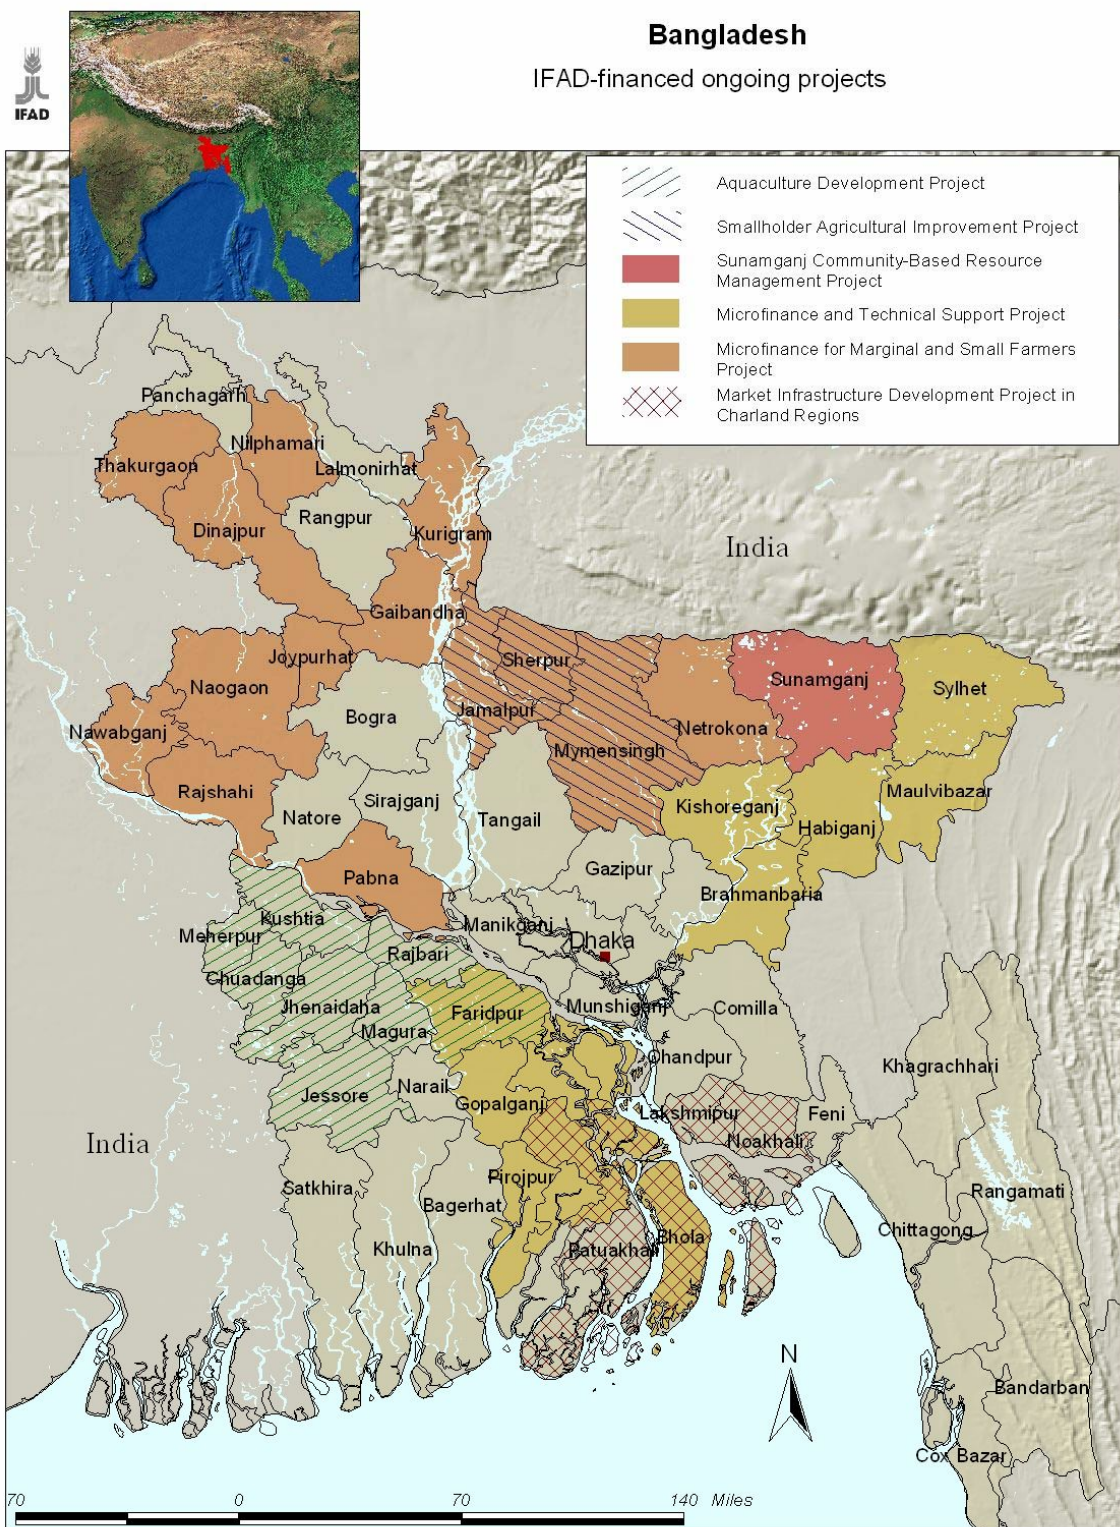 Bangladesh
IFAD-financed ongoing projects
IFAD
Aquaculture Development Project
Smallholder Agricultural Improvement Project
Sunamganj Community-Based Resource
Management Project
Microfinance and Technical Support Project
Microfinance for Marginal and Small Farmers
Project
Market Infrastructure Development Project in
Charland Regions
Panchagarh
Nilphamari
Thakurgaon
Lalmonirhat
Rangpur
Dinajpur
Kurigram
India
Gaibandha
Joypurhat
Sherpur
Sunamganj
Sylhet
Naogaon
Jamalpur
Bogra
Netrokona
Nawabganj
Mymensingh
Rajshahi
Sirajganj
Natore
Tangail
Kishoreganj
Maulvibazar
Habiganj
Gazipur
Pabna
Brahmanbaria
Kushtia
Manikganj
Meherpur
Dhaka
Rajbari
Chuadanga
Jhenaidaha
Faridpur
Munshiganj
Comilla
Magura
Chandpur
Khagrachhari
Narail
Jessore
Gopalganj
Lakshmipur
Feni
India
Noakhali
Pirojpur
Satkhira
Bagerhat
Rangamati
Chittagong
Khulna
Patuakhali
Bhola
N
Bandarban
Cox Bazar
70 0 70 140 Miles